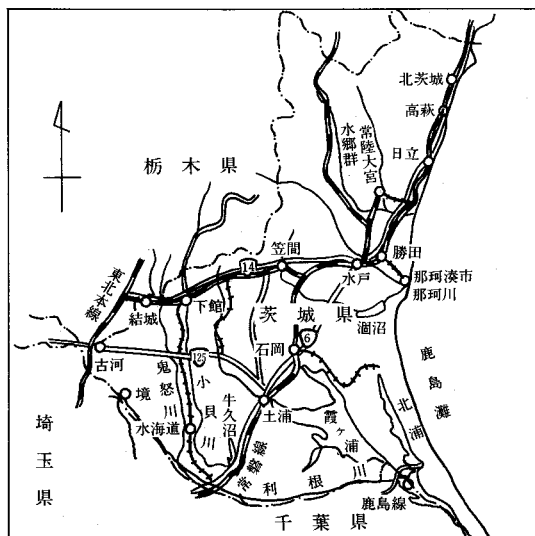 北茨城
高萩
日立
水郷群
常陸大宮
栃木県
勝田
那珂湊市
那珂川
水戸
笠間
14
東北本線
結城
下館
茨城県
涸沼
6
石岡
125
古河
鬼怒川
小貝川
牛久沼
土浦
霞ヶ浦
北浦
鹿島灘
境
水海道
常磐線
利根川
鹿島線
埼玉県
千葉県